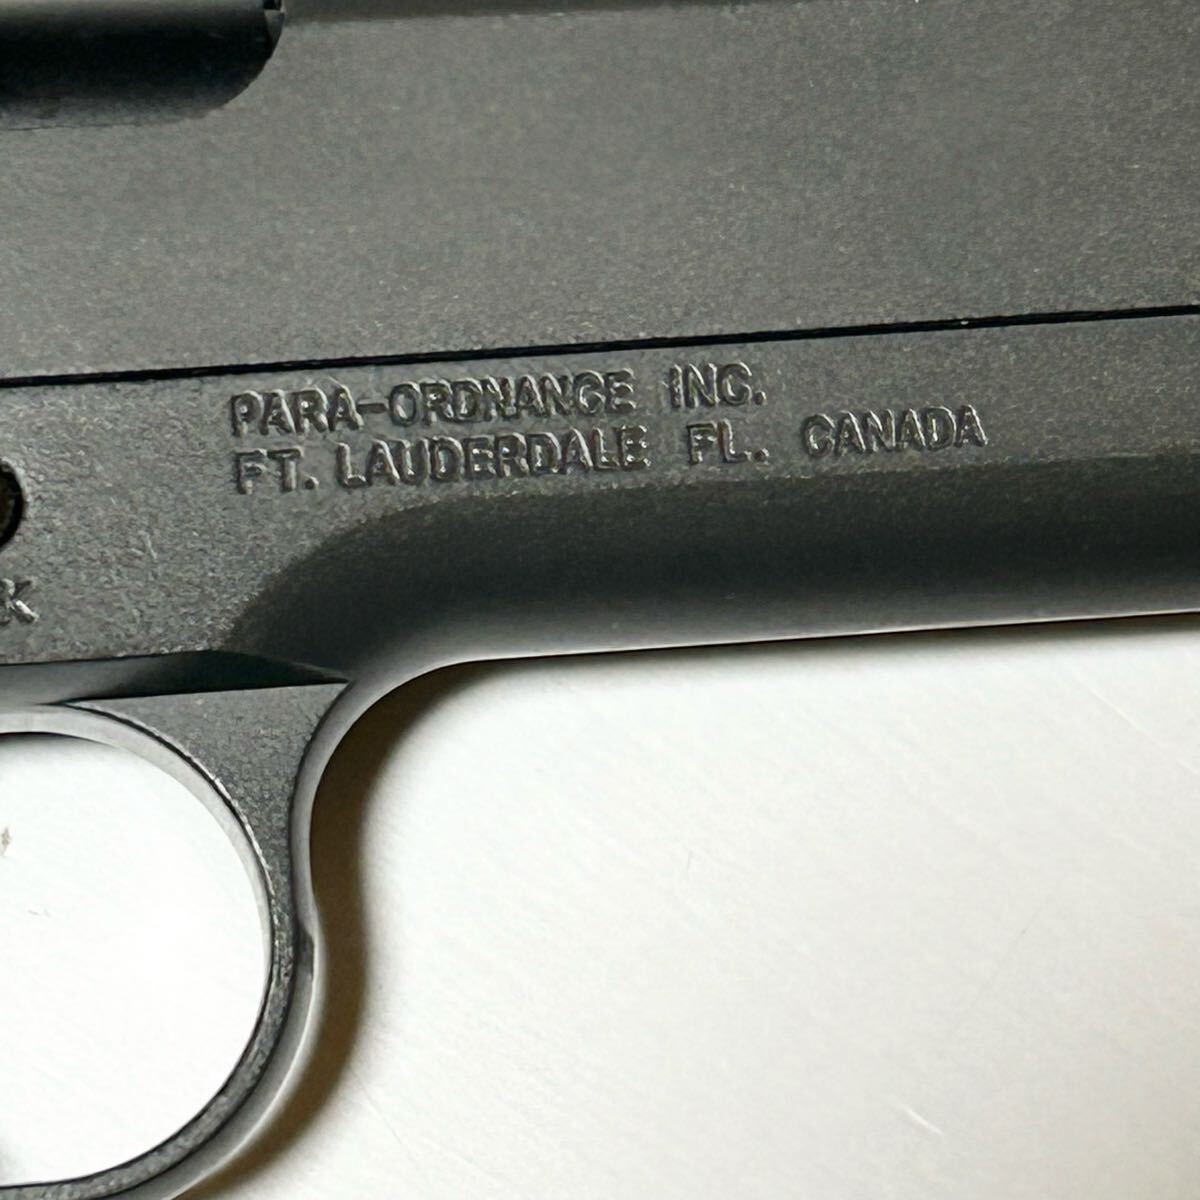 PARA-ORDNANCE INC.
FT. LAUDERDALE FL. CANADA